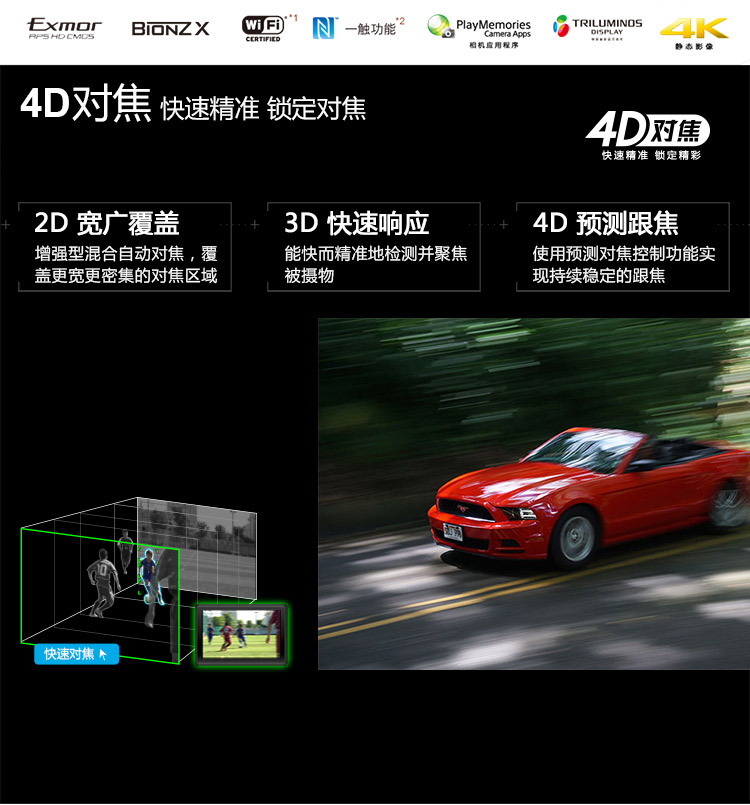 Exmor
APS HD CMOS
BIONZ X
Wi Fi
CERTIFIED
*1
N
一触功能*2
PlayMemories
Camera Apps
相机应用程序
TRILUMINOS
DISPLAY
4K
静态影像
4D对焦 快速精准 锁定对焦
4D对焦
快速精准 锁定精彩
2D 宽广覆盖
增强型混合自动对焦，覆
盖更宽更密集的对焦区域
3D 快速响应
能快而精准地检测并聚焦
被摄物
4D 预测跟焦
使用预测对焦控制功能实
现持续稳定的跟焦
10
快速对焦